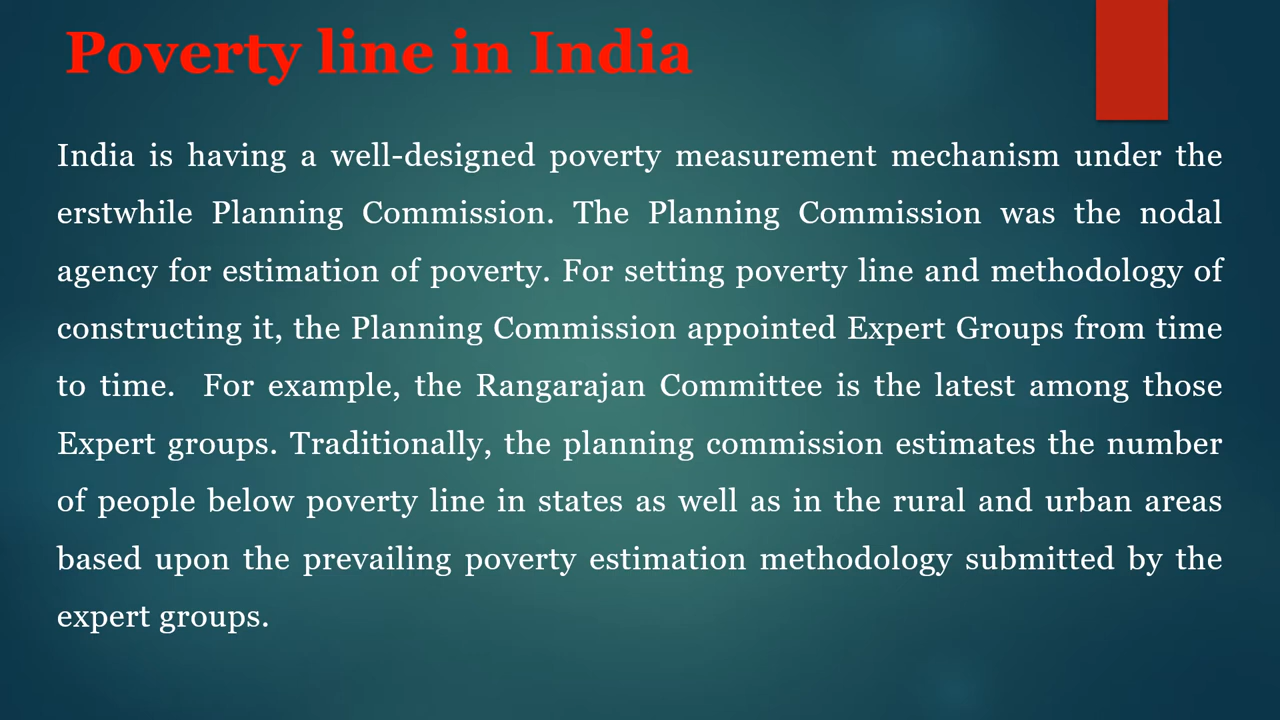 Poverty line in India
India is having a well-designed poverty measurement mechanism under the
erstwhile Planning Commission. The Planning Commission was the nodal
agency for estimation of poverty. For setting poverty line and methodology of
constructing it, the Planning Commission appointed Expert Groups from time
to time.  For example, the Rangarajan Committee is the latest among those
Expert groups. Traditionally, the planning commission estimates the number
of people below poverty line in states as well as in the rural and urban areas
based upon the prevailing poverty estimation methodology submitted by the
expert groups.